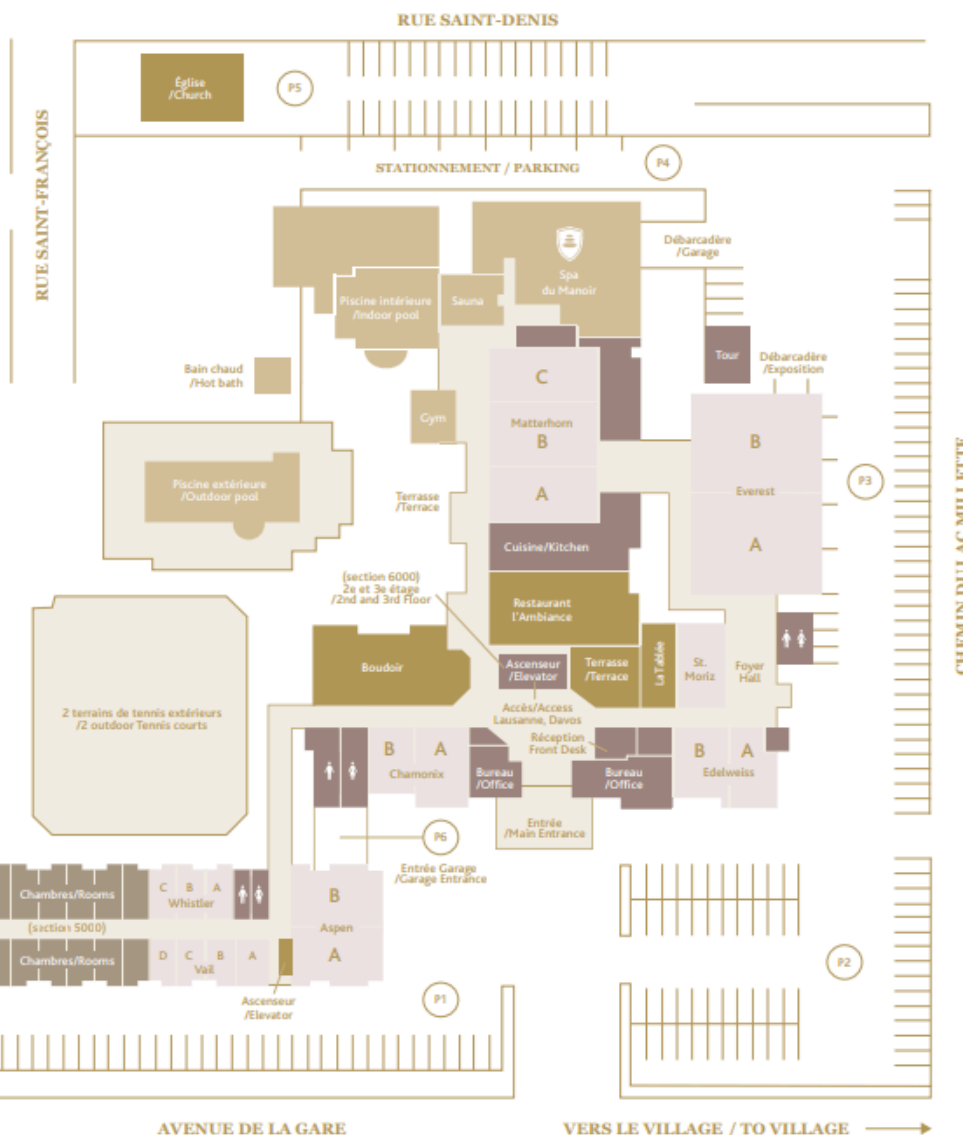 RUE SAINT-DENIS
Église
/Church
P5
RUE SAINT-FRANÇOIS
STATIONNEMENT / PARKING
P4
Débarcadère
/Garage
Spa
du Manoir
Piscine intérieure
/Indoor pool
Sauna
Tour
Débarcadère
/Exposition
Bain chaud
/Hot bath
C
Matterhorn
B
A
Gym
B
Everest
A
P3
CHEMIN DU LAC MILLETTE
Piscine extérieure
/Outdoor pool
Terrasse
/Terrace
Cuisine/Kitchen
(section 6000)
2e et 3e étage
/2nd and 3rd Floor
Restaurant
l'Ambiance
Boudoir
Ascenseur
/Elevator
Terrasse
/Terrace
La Tablée
St.
Moriz
Foyer
Hall
2 terrains de tennis extérieurs
/2 outdoor Tennis courts
Accès/Access
Lausanne, Davos
Réception
Front Desk
B A
Chamonix
Bureau
/Office
Bureau
/Office
B A
Edelweiss
Entrée
/Main Entrance
P6
Entrée Garage
/Garage Entrance
Chambres/Rooms
C B A
Whistler
B
Aspen
A
(section 5000)
Chambres/Rooms
D C B A
Vail
P2
Ascenseur
/Elevator
P1
AVENUE DE LA GARE
VERS LE VILLAGE / TO VILLAGE